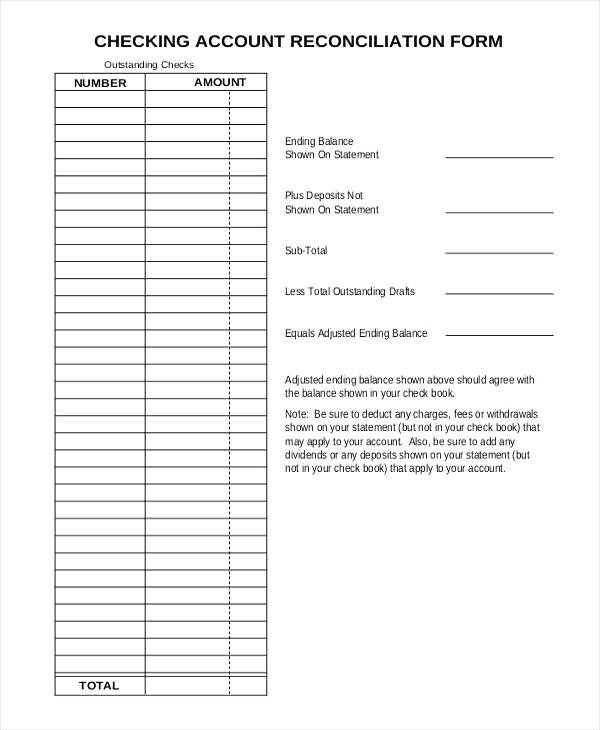 CHECKING ACCOUNT RECONCILIATION FORM
Outstanding Checks
NUMBER AMOUNT
TOTAL
Ending Balance
Shown On Statement
Plus Deposits Not
Shown On Statement
Sub-Total
Less Total Outstanding Drafts
Equals Adjusted Ending Balance
Adjusted ending balance shown above should agree with
the balance shown in your check book.
Note: Be sure to deduct any charges, fees or withdrawals
shown on your statement (but not in your check book) that
may apply to your account. Also, be sure to add any
dividends or any deposits shown on your statement (but
not in your check book) that apply to your account.